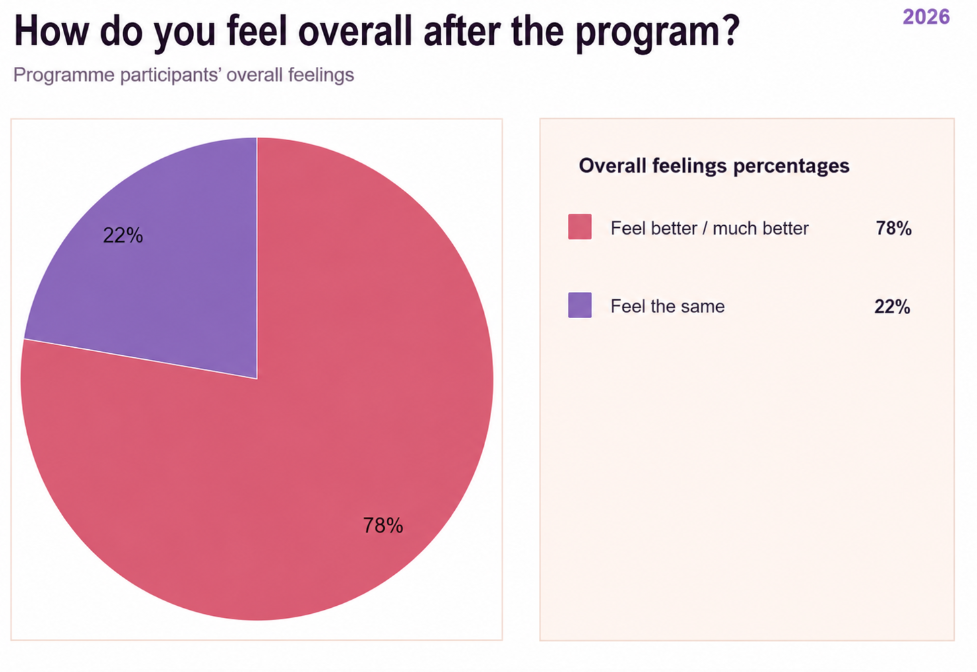 How do you feel overall after the program?
2026
Programme participants’ overall feelings
22%
78%
Overall feelings percentages
Feel better / much better 78%
Feel the same 22%